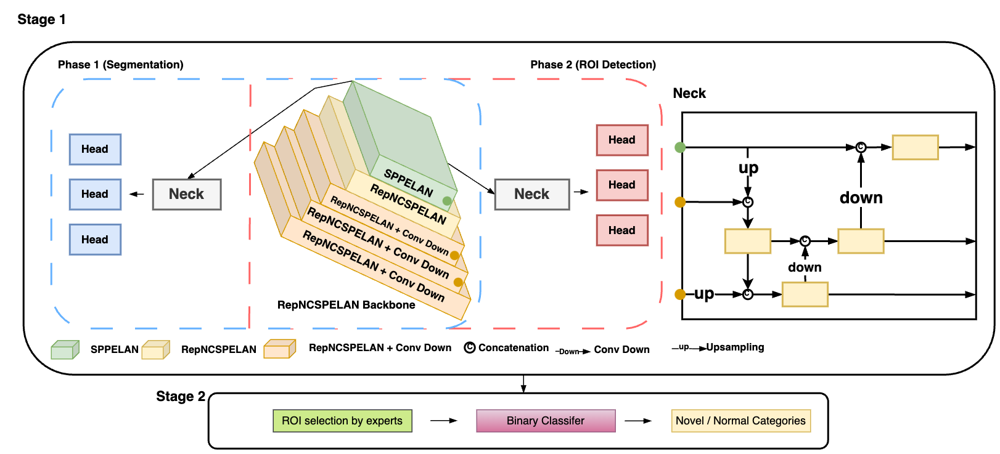 Stage 1
Phase 1 (Segmentation)
Phase 2 (ROI Detection)
Neck
Head
Head
Head
Neck
SPPELAN
RepNCSPELAN
RepNCSPELAN + Conv Down
RepNCSPELAN + Conv Down
RepNCSPELAN + Conv Down
RepNCSPELAN Backbone
Neck
Head
Head
Head
C
up
C
down
C
down
up
C
SPPELAN
RepNCSPELAN
RepNCSPELAN + Conv Down
C Concatenation
Down
Conv Down
up
Upsampling
Stage 2
ROI selection by experts
Binary Classifer
Novel / Normal Categories